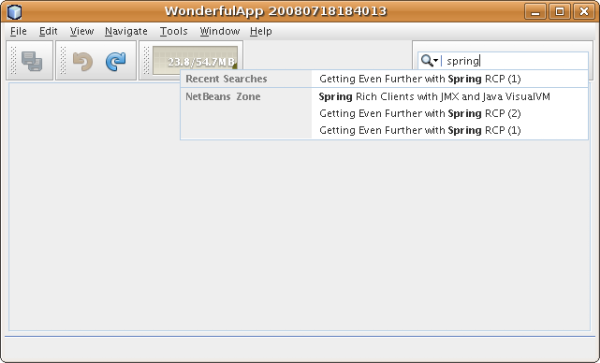 WonderfulApp 20080718184013
File Edit View Navigate Tools Window Help
23.8/54.7MB
spring
Recent Searches Getting Even Further with Spring RCP (1)
NetBeans Zone Spring Rich Clients with JMX and Java VisualVM
Getting Even Further with Spring RCP (2)
Getting Even Further with Spring RCP (1)